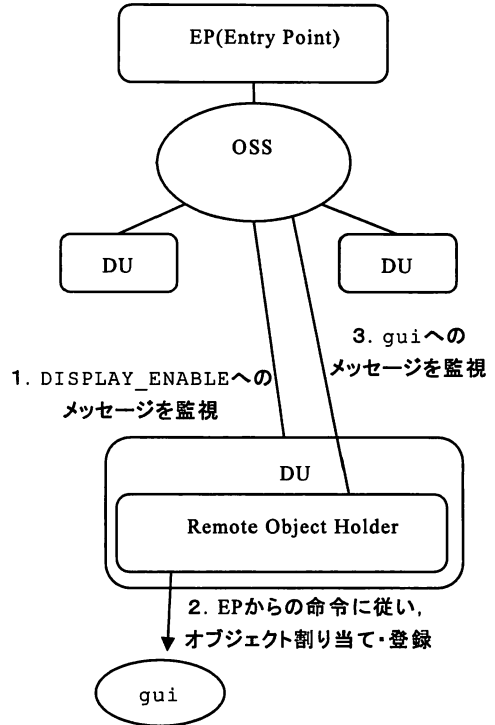 EP(Entry Point)
OSS
DU
DU
3. guiへの
メッセージを監視
1. DISPLAY_ENABLEへの
メッセージを監視
DU
Remote Object Holder
2. EPからの命令に従い,
オブジェクト割り当て・登録
gui